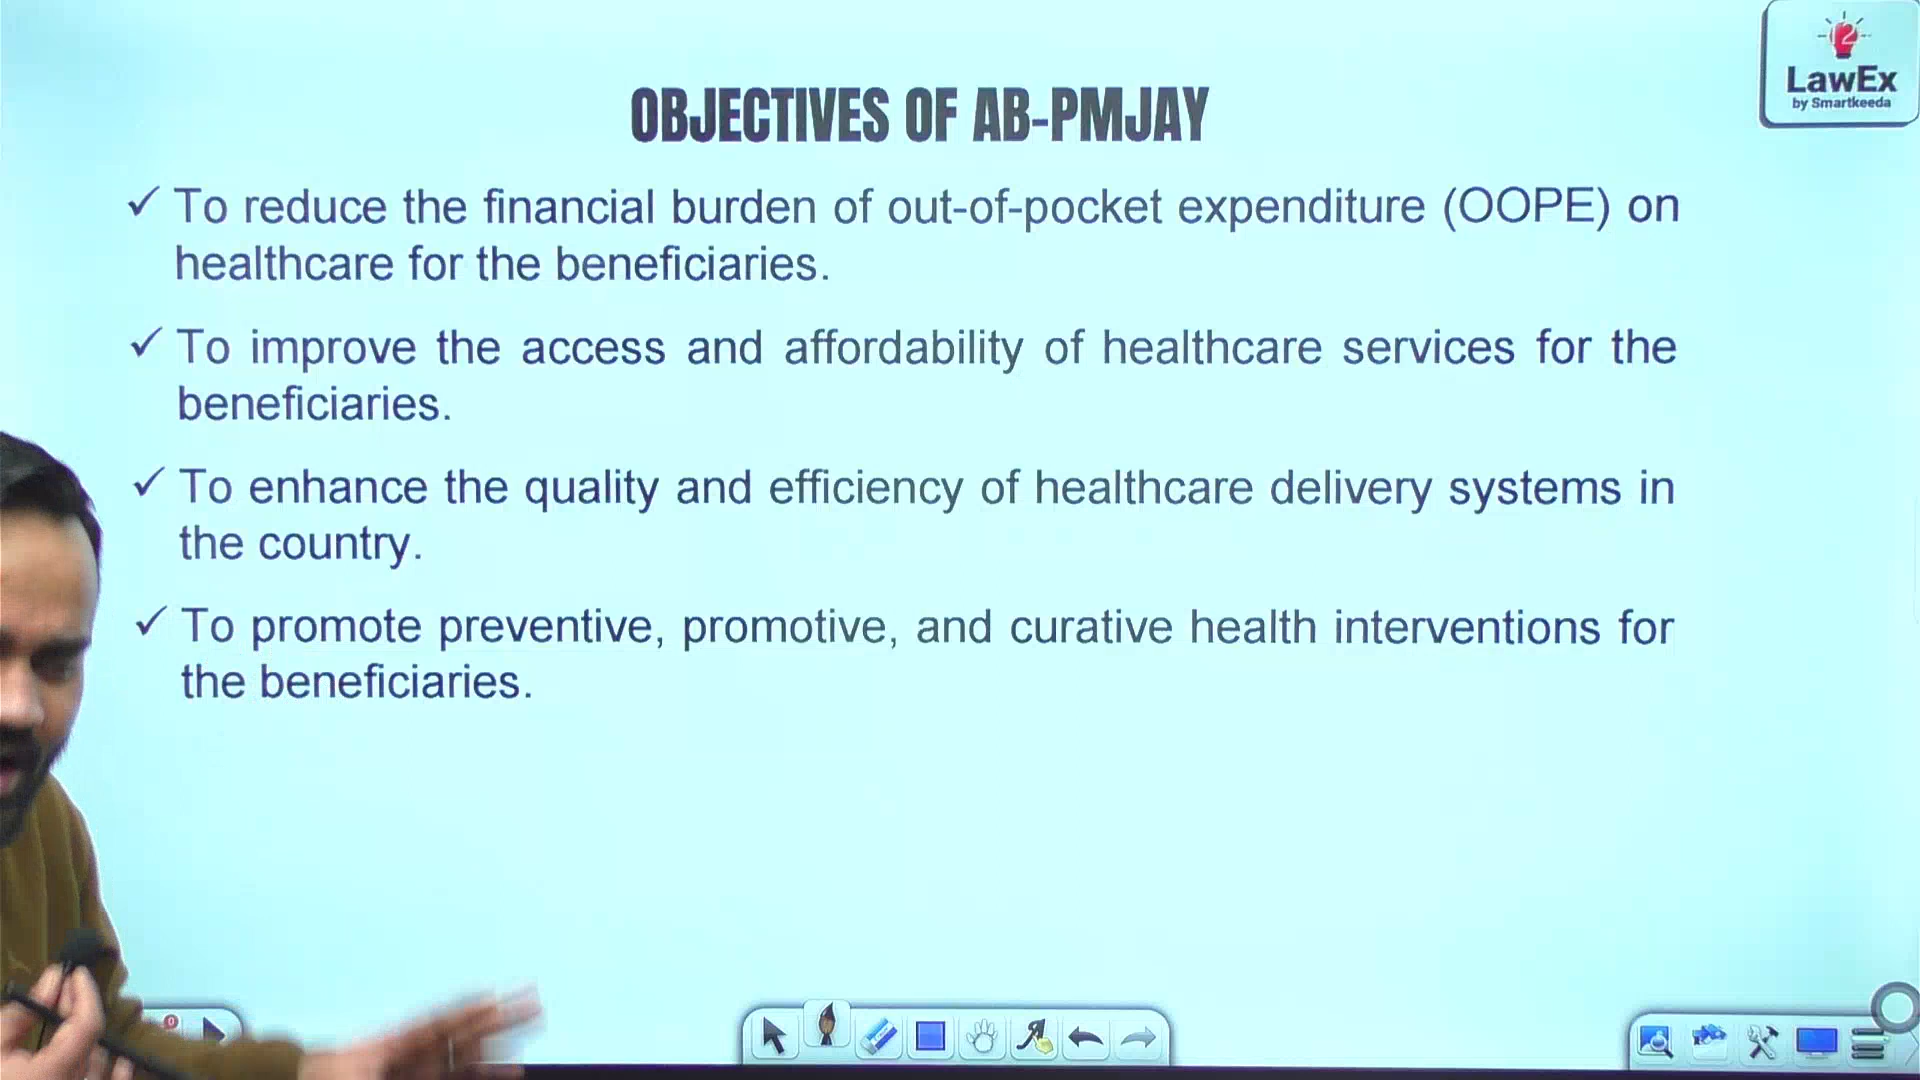 LawEx
by Smartkeeda
OBJECTIVES OF AB-PMJAY
✓ To reduce the financial burden of out-of-pocket expenditure (OOPE) on
healthcare for the beneficiaries.
✓ To improve the access and affordability of healthcare services for the
beneficiaries.
✓ To enhance the quality and efficiency of healthcare delivery systems in
the country.
✓ To promote preventive, promotive, and curative health interventions for
the beneficiaries.
0